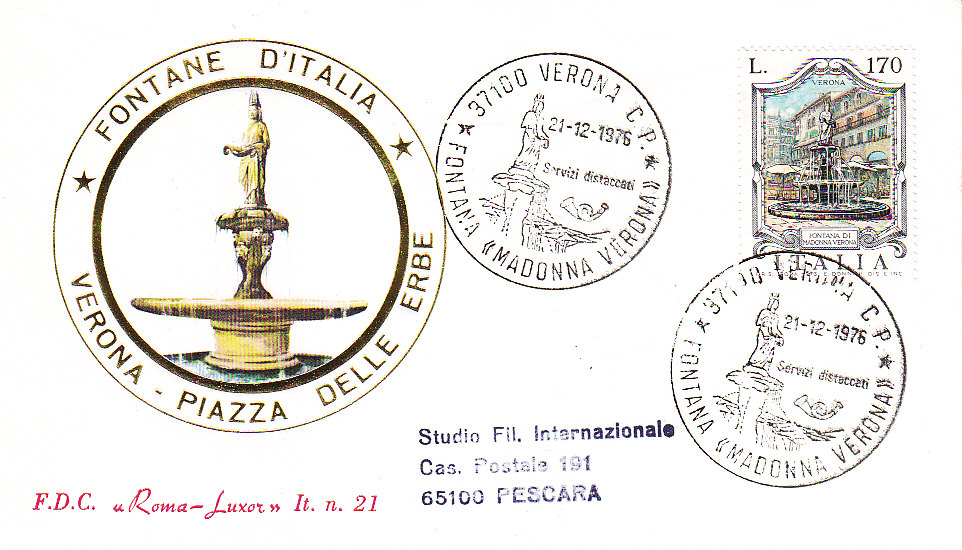 FONTANE D'ITALIA
VERONA - PIAZZA DELLE ERBE
37100 VERONA C.P.
21-12-1976
Servizi distaccati
FONTANA «MADONNA VERONA»
L. 170
VERONA
FONTANA DI
MADONNA VERONA
ITALIA
37100 VERONA C.P.
21-12-1976
Servizi distaccati
FONTANA «MADONNA VERONA»
Studio Fil. Internazionale
Cas. Postale 191
65100 PESCARA
F.D.C. «Roma-Luxor» It. n. 21